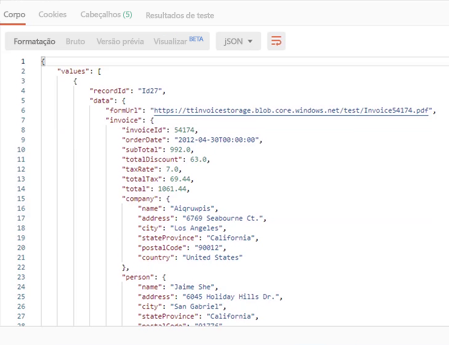 Corpo Cookies Cabeçalhos (5) Resultados de teste
Formatação Bruto Versão prévia Visualizar BETA jSON
1 {
2 "values": [
3 {
4 "recordId": "Id27",
5 "data": {
6 "formUrl": "https://ttinvoicestorage.blob.core.windows.net/test/Invoice54174.pdf",
7 "invoice": {
8 "invoiceId": 54174,
9 "orderDate": "2012-04-30T00:00:00",
10 "subTotal": 992.0,
11 "totalDiscount": 63.0,
12 "taxRate": 7.0,
13 "totalTax": 69.44,
14 "total": 1061.44,
15 "company": {
16 "name": "Aiqruwpis",
17 "address": "6769 Seabourne Ct.",
18 "city": "Los Angeles",
19 "stateProvince": "California",
20 "postalCode": "90012",
21 "country": "United States"
22 },
23 "person": {
24 "name": "Jaime She",
25 "address": "6045 Holiday Hills Dr.",
26 "city": "San Gabriel",
27 "stateProvince": "California",
28 "postalCode": "91776",